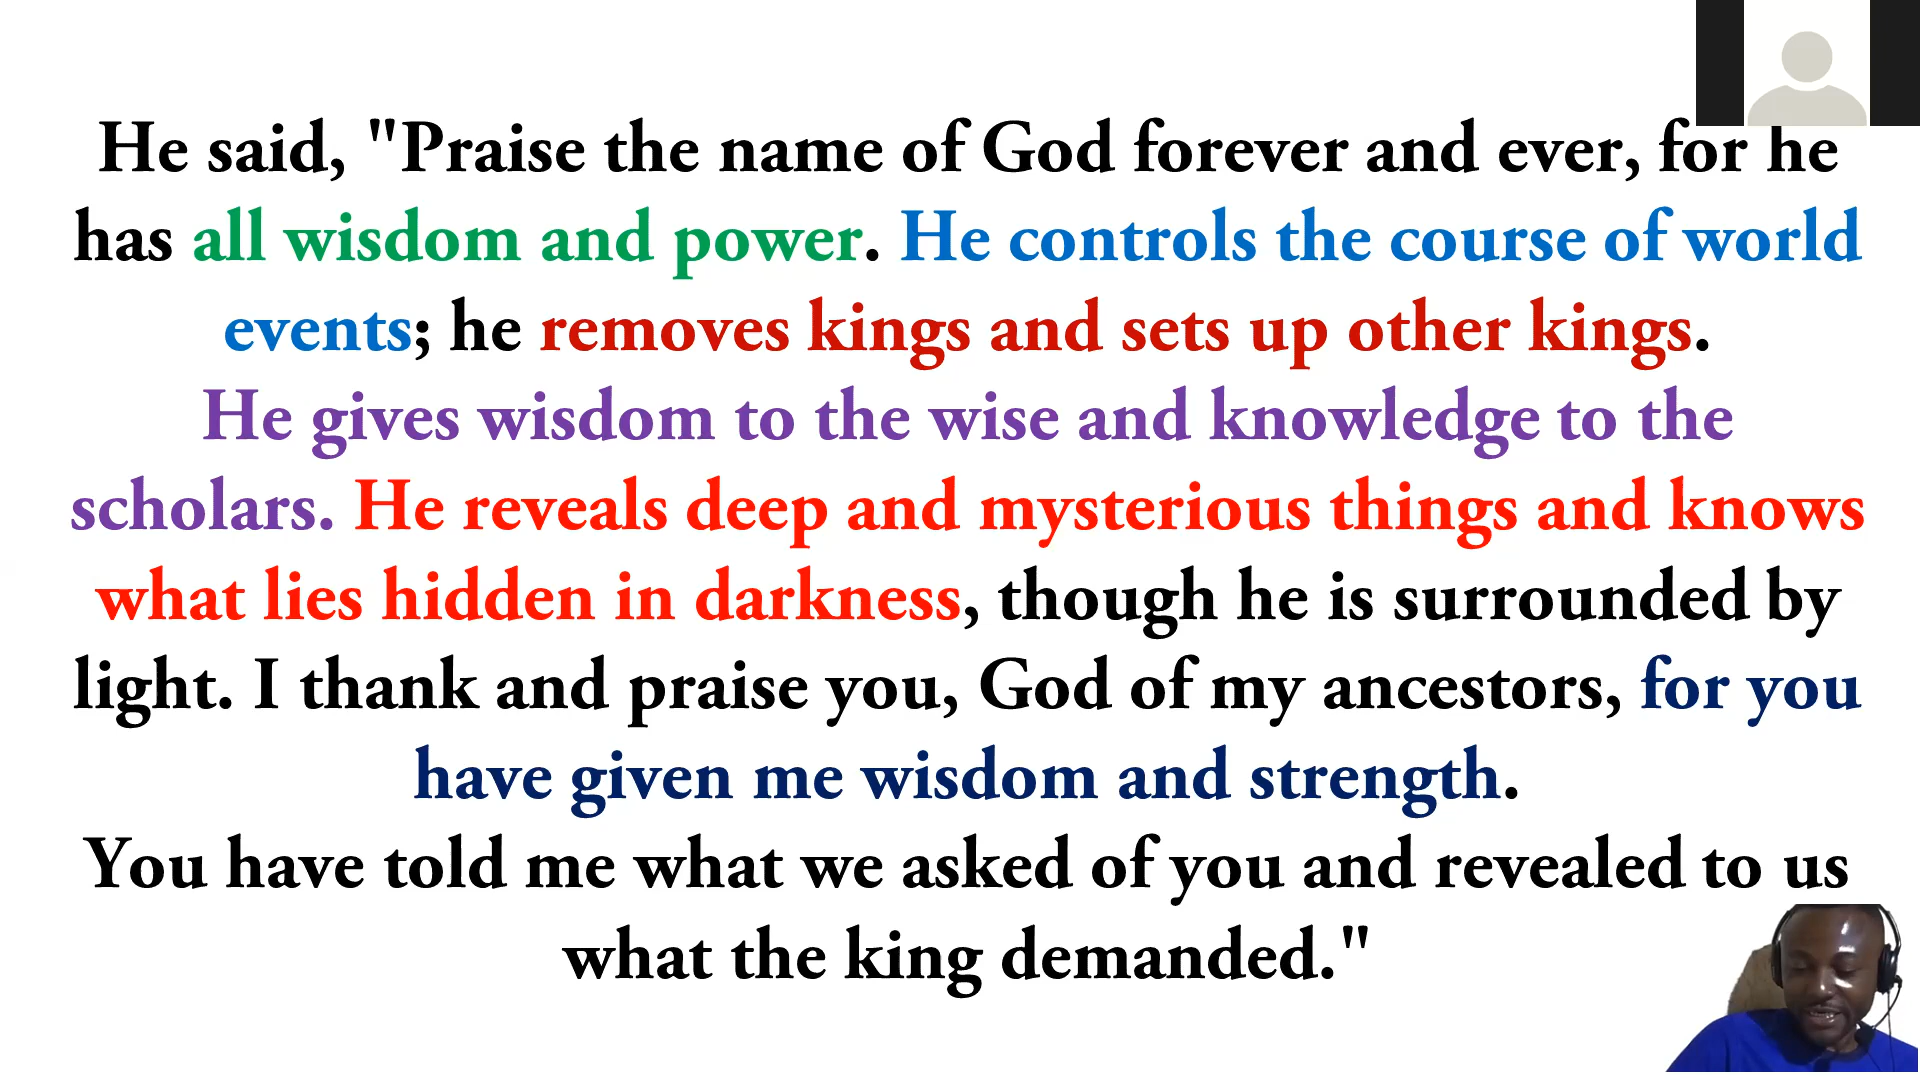 He said, "Praise the name of God forever and ever, for he
has all wisdom and power. He controls the course of world
events; he removes kings and sets up other kings.
He gives wisdom to the wise and knowledge to the
scholars. He reveals deep and mysterious things and knows
what lies hidden in darkness, though he is surrounded by
light. I thank and praise you, God of my ancestors, for you
have given me wisdom and strength.
You have told me what we asked of you and revealed to us
what the king demanded."